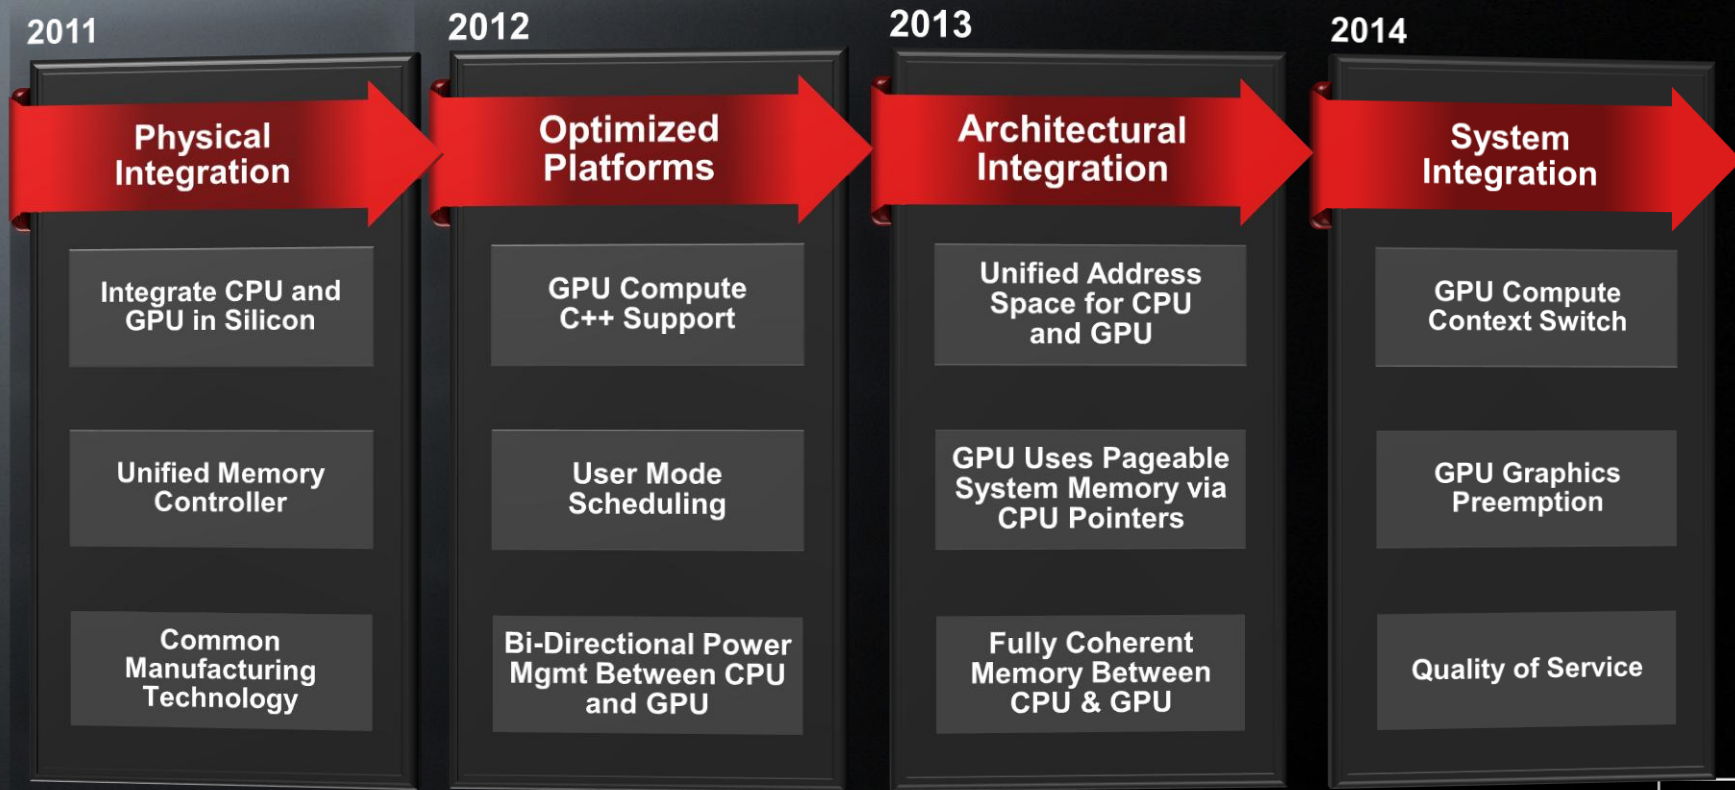 2011
Physical
Integration
Integrate CPU and
GPU in Silicon
Unified Memory
Controller
Common
Manufacturing
Technology
2012
Optimized
Platforms
GPU Compute
C++ Support
User Mode
Scheduling
Bi-Directional Power
Mgmt Between CPU
and GPU
2013
Architectural
Integration
Unified Address
Space for CPU
and GPU
GPU Uses Pageable
System Memory via
CPU Pointers
Fully Coherent
Memory Between
CPU & GPU
2014
System
Integration
GPU Compute
Context Switch
GPU Graphics
Preemption
Quality of Service